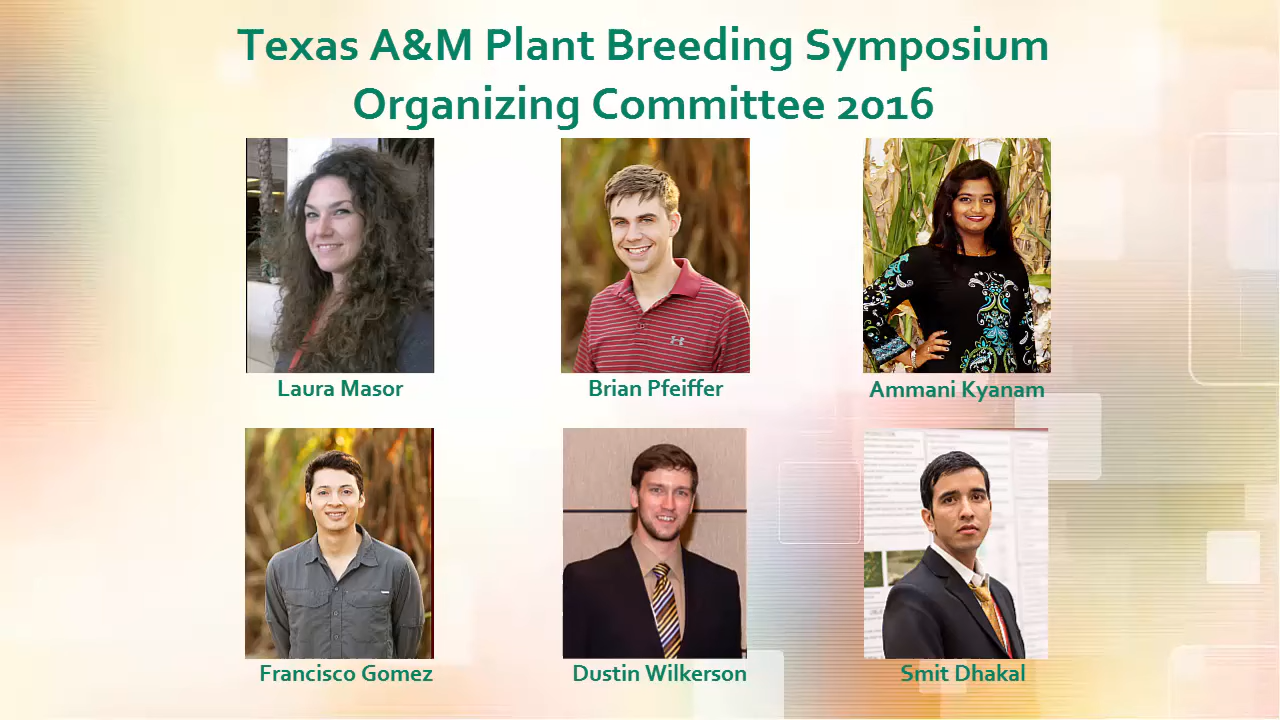 Texas A&M Plant Breeding Symposium
Organizing Committee 2016
Laura Masor
Brian Pfeiffer
Ammani Kyanam
Francisco Gomez
Dustin Wilkerson
Smit Dhakal